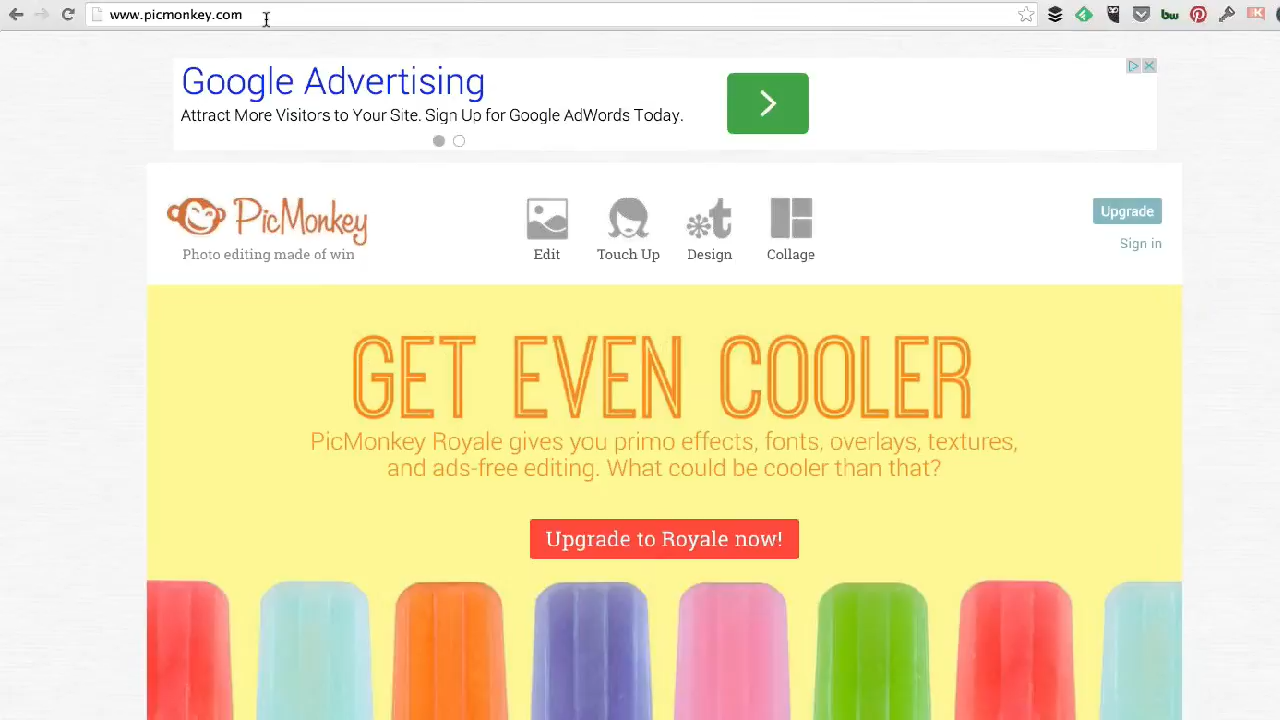 www.picmonkey.com
Google Advertising
Attract More Visitors to Your Site. Sign Up for Google AdWords Today.
PicMonkey
Photo editing made of win
Edit
Touch Up
Design
Collage
Upgrade
Sign in
GET EVEN COOLER
PicMonkey Royale gives you primo effects, fonts, overlays, textures,
and ads-free editing. What could be cooler than that?
Upgrade to Royale now!